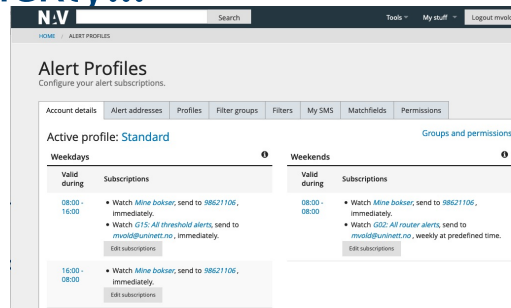 NAV
Search
Tools
My stuff
Logout mvold
HOME / ALERT PROFILES
Alert Profiles
Configure your alert subscriptions.
Account details
Alert addresses
Profiles
Filter groups
Filters
My SMS
Matchfields
Permissions
Active profile: Standard
Groups and permissions
Weekdays
Valid during
Subscriptions
08:00 - 16:00
• Watch Mine bokser, send to 98621106 , immediately.
• Watch G15: All threshold alerts, send to mvold@uninett.no , immediately.
Edit subscriptions
16:00 - 08:00
• Watch Mine bokser, send to 98621106 , immediately.
Edit subscriptions
Weekends
Valid during
Subscriptions
08:00 - 08:00
• Watch Mine bokser, send to 98621106 , immediately.
• Watch G02: All router alerts, send to mvold@uninett.no , weekly at predefined time.
Edit subscriptions